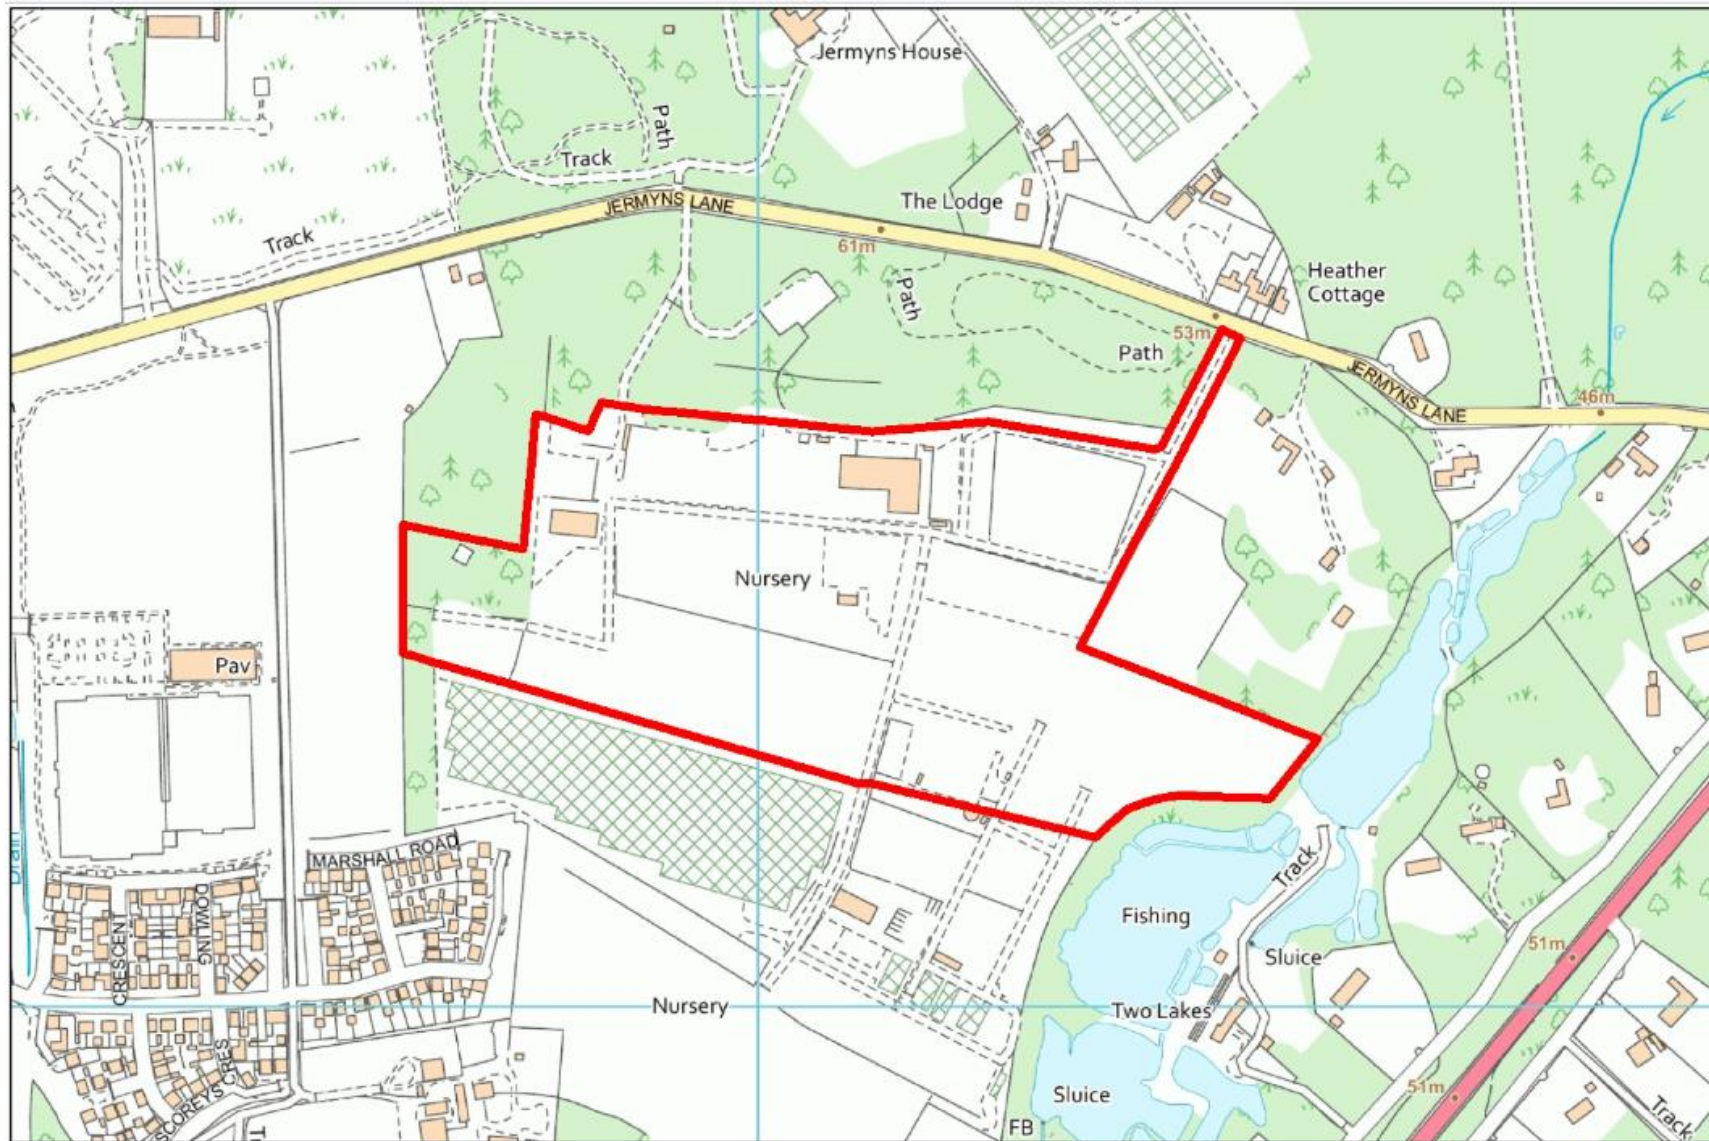 Jermyns House
Path
Track
The Lodge
JERMYNS LANE
Track
61m
Heather
Cottage
Path
53m
Path
JERMYNS LANE
46m
Nursery
Pav
MARSHALL ROAD
Drain
DOWLING
CRESCENT
Track
Fishing
51m
Sluice
Nursery
Two Lakes
SCOREYS CRES
51m
Sluice
Track
FB